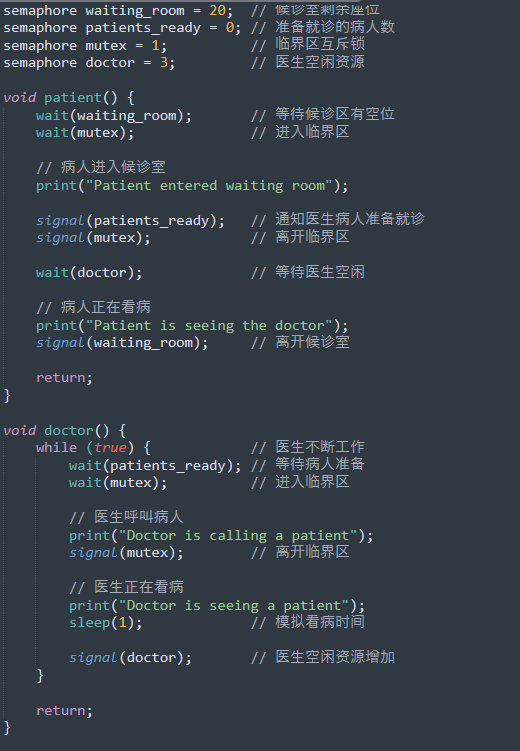 semaphore waiting_room = 20;  // 候诊室剩余座位
semaphore patients_ready = 0; // 准备就诊的病人数
semaphore mutex = 1;          // 临界区互斥锁
semaphore doctor = 3;         // 医生空闲资源
void patient() {
    wait(waiting_room);       // 等待候诊区有空位
    wait(mutex);              // 进入临界区
    // 病人进入候诊室
    print("Patient entered waiting room");
    signal(patients_ready);   // 通知医生病人准备就诊
    signal(mutex);            // 离开临界区
    wait(doctor);             // 等待医生空闲
    // 病人正在看病
    print("Patient is seeing the doctor");
    signal(waiting_room);     // 离开候诊室
    return;
}
void doctor() {
    while (true) {            // 医生不断工作
        wait(patients_ready); // 等待病人准备
        wait(mutex);          // 进入临界区
        // 医生呼叫病人
        print("Doctor is calling a patient");
        signal(mutex);        // 离开临界区
        // 医生正在看病
        print("Doctor is seeing a patient");
        sleep(1);             // 模拟看病时间
        signal(doctor);       // 医生空闲资源增加
    }
    return;
}